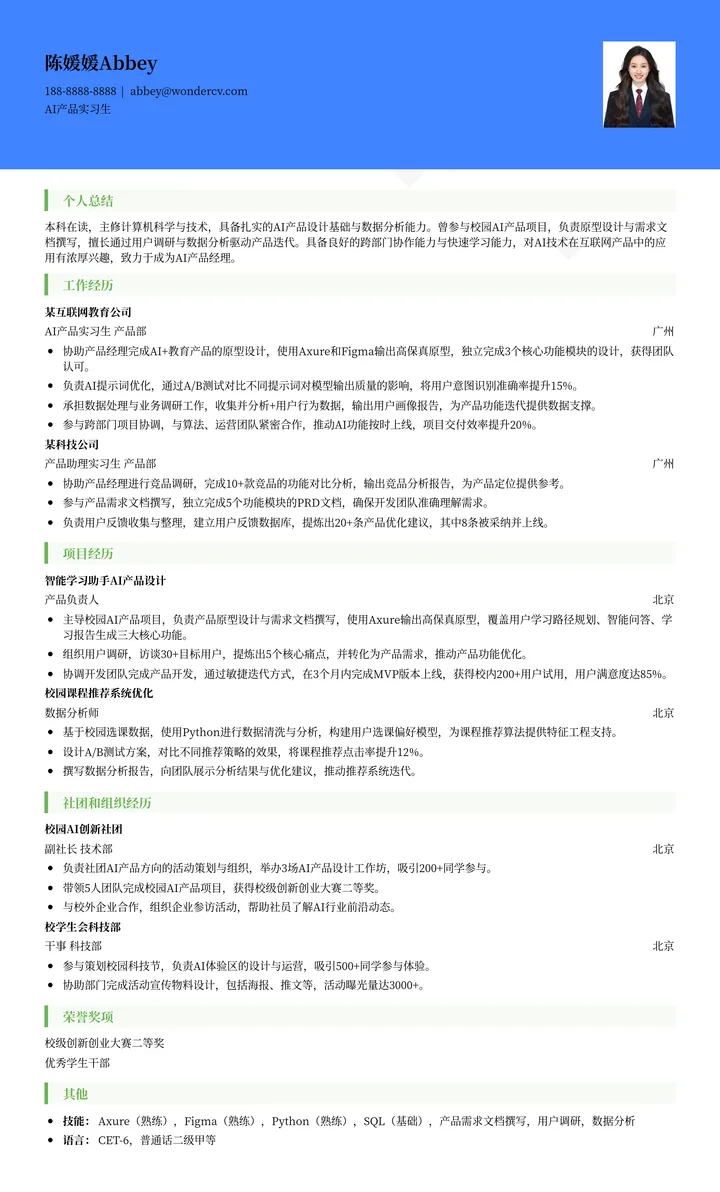 陈媛媛Abbey
188-8888-8888 | abbey@wondercv.com
AI产品实习生
个人总结
本科在读，主修计算机科学与技术，具备扎实的AI产品设计基础与数据分析能力。曾参与校园AI产品项目，负责原型设计与需求文
档撰写，擅长通过用户调研与数据分析驱动产品迭代。具备良好的跨部门协作能力与快速学习能力，对AI技术在互联网产品中的应
用有浓厚兴趣，致力于成为AI产品经理。
工作经历
某互联网教育公司
AI产品实习生 产品部 广州
• 协助产品经理完成AI+教育产品的原型设计，使用Axure和Figma输出高保真原型，独立完成3个核心功能模块的设计，获得团队
认可。
• 负责AI提示词优化，通过A/B测试对比不同提示词对模型输出质量的影响，将用户意图识别准确率提升15%。
• 承担数据处理与业务调研工作，收集并分析+用户行为数据，输出用户画像报告，为产品功能迭代提供数据支撑。
• 参与跨部门项目协调，与算法、运营团队紧密合作，推动AI功能按时上线，项目交付效率提升20%。
某科技公司
产品助理实习生 产品部 广州
• 协助产品经理进行竞品调研，完成10+款竞品的功能对比分析，输出竞品分析报告，为产品定位提供参考。
• 参与产品需求文档撰写，独立完成5个功能模块的PRD文档，确保开发团队准确理解需求。
• 负责用户反馈收集与整理，建立用户反馈数据库，提炼出20+条产品优化建议，其中8条被采纳并上线。
项目经历
智能学习助手AI产品设计
产品负责人 北京
• 主导校园AI产品项目，负责产品原型设计与需求文档撰写，使用Axure输出高保真原型，覆盖用户学习路径规划、智能问答、学
习报告生成三大核心功能。
• 组织用户调研，访谈30+目标用户，提炼出5个核心痛点，并转化为产品需求，推动产品功能优化。
• 协调开发团队完成产品开发，通过敏捷迭代方式，在3个月内完成MVP版本上线，获得校内200+用户试用，用户满意度达85%。
校园课程推荐系统优化
数据分析师 北京
• 基于校园选课数据，使用Python进行数据清洗与分析，构建用户选课偏好模型，为课程推荐算法提供特征工程支持。
• 设计A/B测试方案，对比不同推荐策略的效果，将课程推荐点击率提升12%。
• 撰写数据分析报告，向团队展示分析结果与优化建议，推动推荐系统迭代。
社团和组织经历
校园AI创新社团
副社长 技术部 北京
• 负责社团AI产品方向的活动策划与组织，举办3场AI产品设计工作坊，吸引200+同学参与。
• 带领5人团队完成校园AI产品项目，获得校级创新创业大赛二等奖。
• 与校外企业合作，组织企业参访活动，帮助社员了解AI行业前沿动态。
校学生会科技部
干事 科技部 北京
• 参与策划校园科技节，负责AI体验区的设计与运营，吸引500+同学参与体验。
• 协助部门完成活动宣传物料设计，包括海报、推文等，活动曝光量达3000+。
荣誉奖项
校级创新创业大赛二等奖
优秀学生干部
其他
• 技能： Axure（熟练），Figma（熟练），Python（熟练），SQL（基础），产品需求文档撰写，用户调研，数据分析
• 语言： CET-6，普通话二级甲等